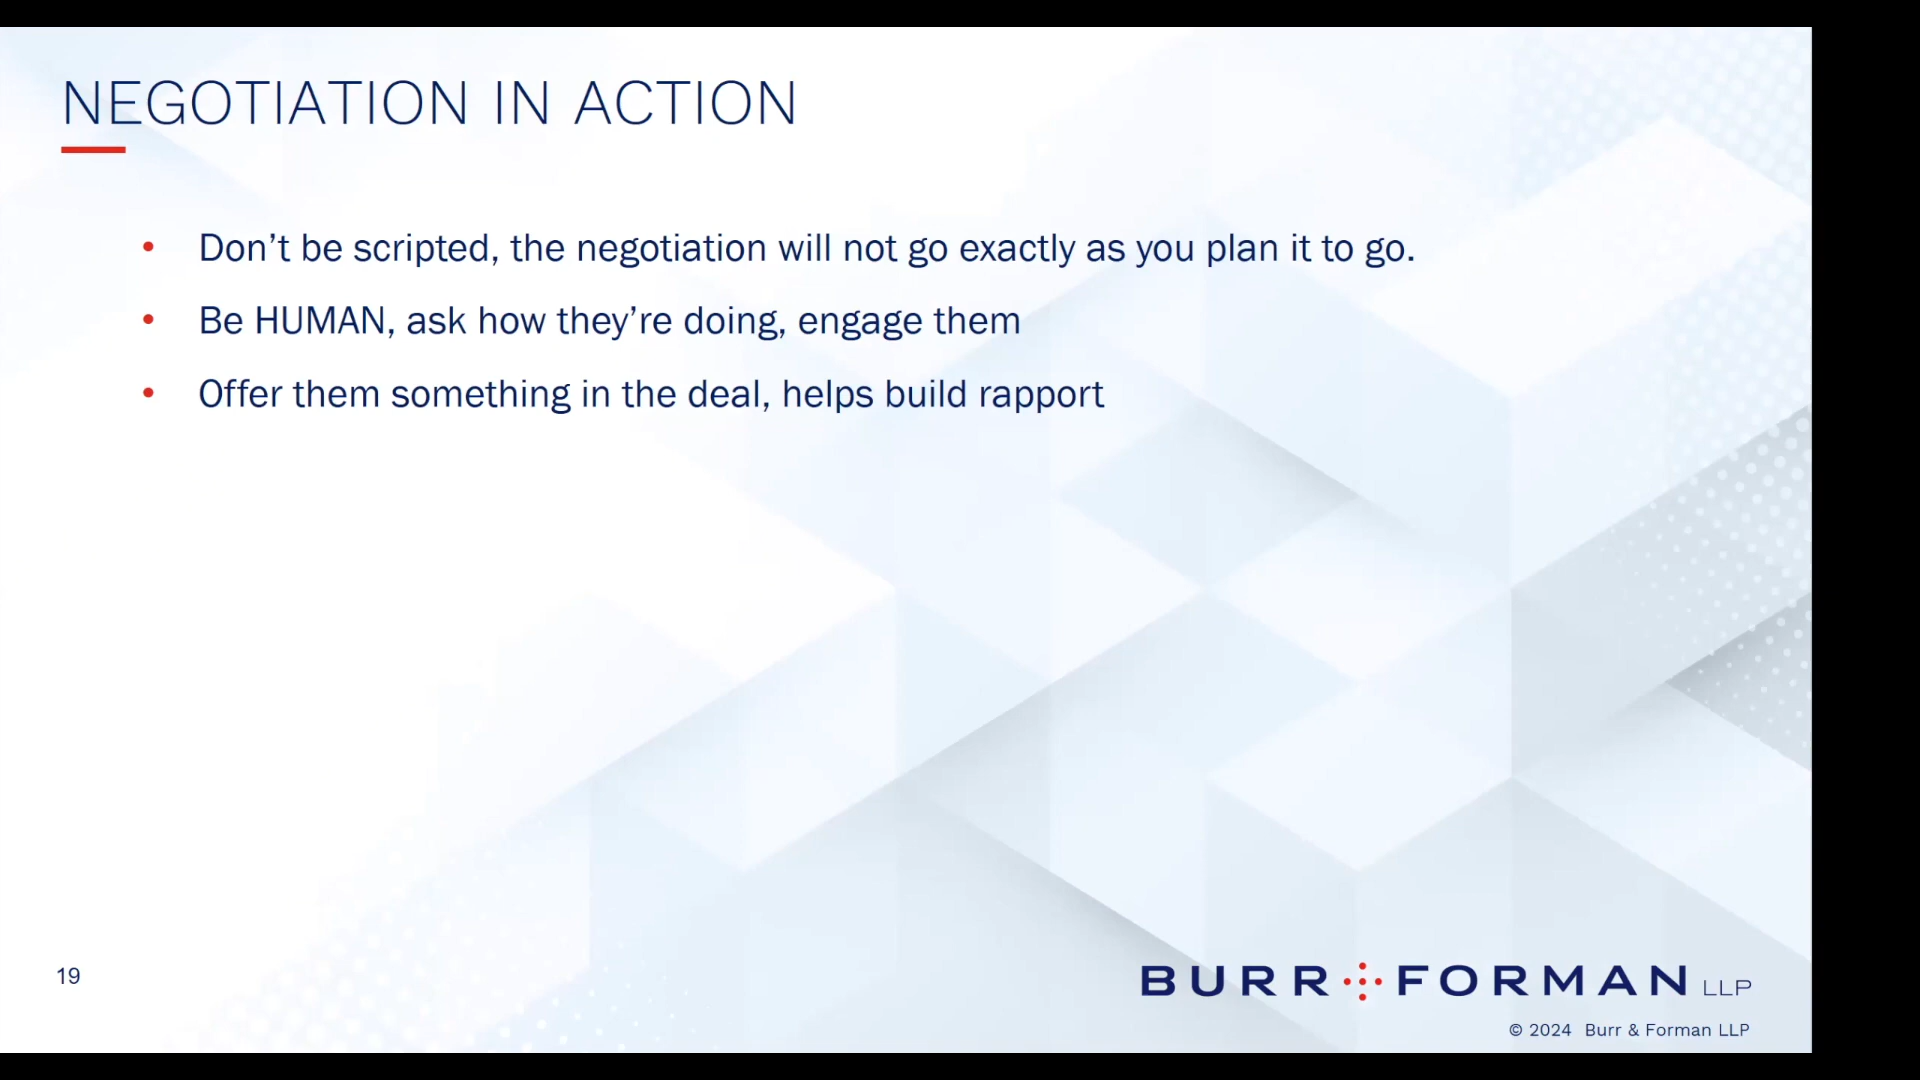 NEGOTIATION IN ACTION
• Don’t be scripted, the negotiation will not go exactly as you plan it to go.
• Be HUMAN, ask how they’re doing, engage them
• Offer them something in the deal, helps build rapport
19
BURR FORMAN LLP
© 2024 Burr & Forman LLP